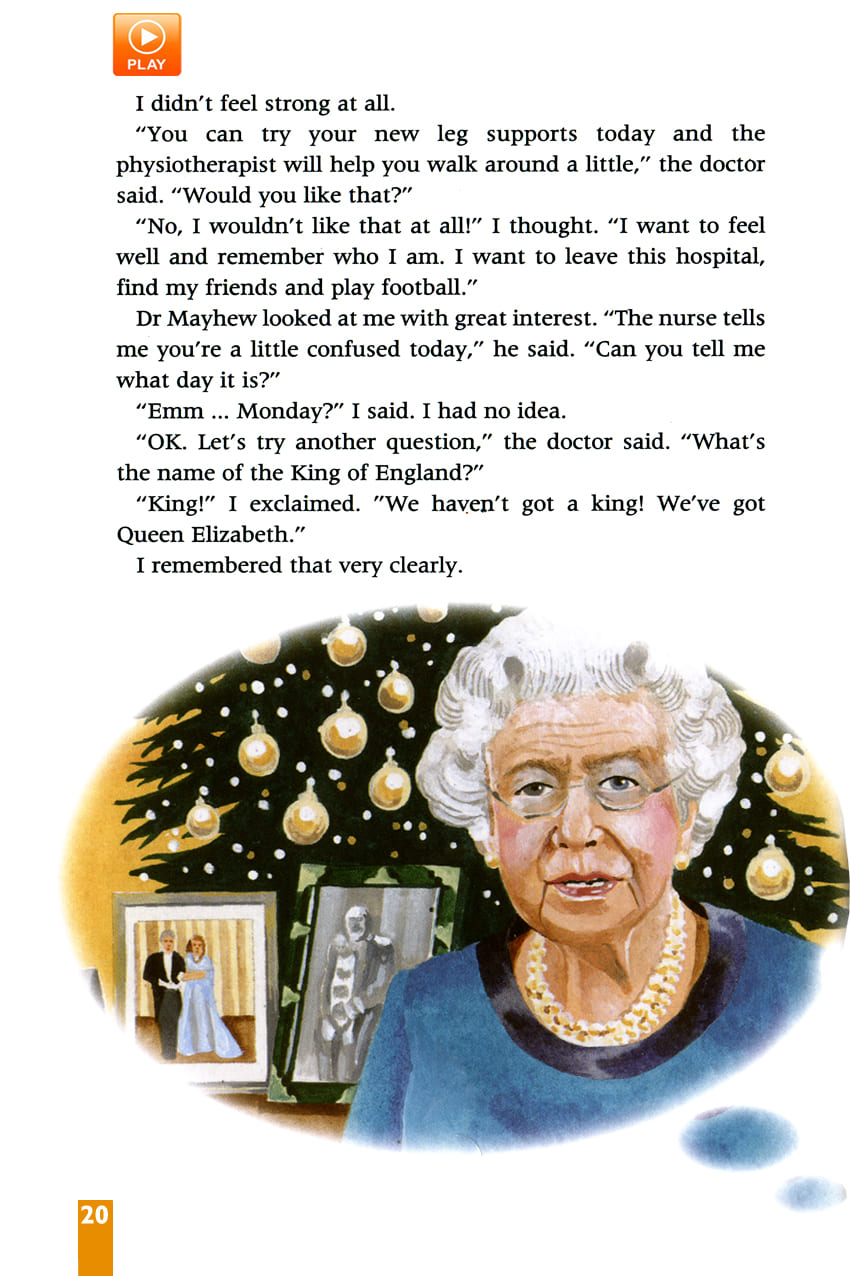 PLAY
I didn't feel strong at all.
"You can try your new leg supports today and the
physiotherapist will help you walk around a little," the doctor
said. "Would you like that?"
"No, I wouldn't like that at all!" I thought. "I want to feel
well and remember who I am. I want to leave this hospital,
find my friends and play football."
Dr Mayhew looked at me with great interest. "The nurse tells
me you're a little confused today," he said. "Can you tell me
what day it is?"
"Emm ... Monday?" I said. I had no idea.
"OK. Let's try another question," the doctor said. "What's
the name of the King of England?"
"King!" I exclaimed. "We haven't got a king! We've got
Queen Elizabeth."
I remembered that very clearly.
20